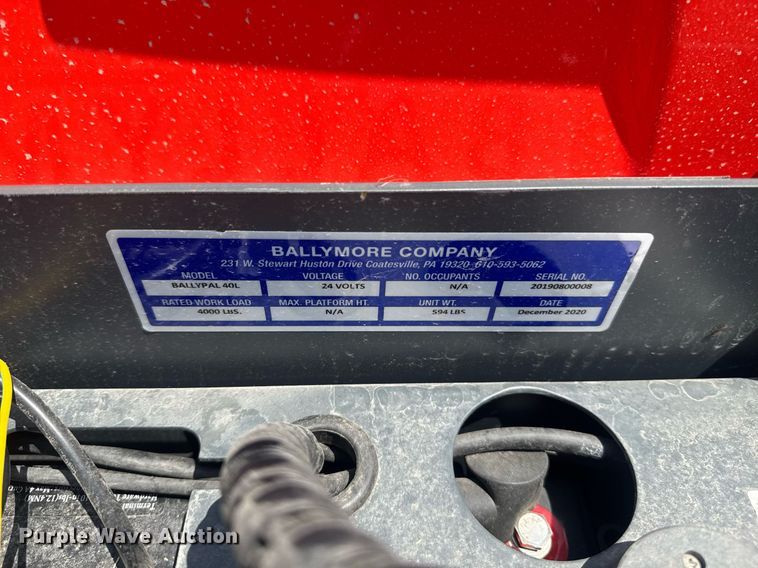 BALLYMORE COMPANY
231 W. Stewart Huston Drive Coatesville, PA 19320 610-593-5062
MODEL VOLTAGE NO. OCCUPANTS SERIAL NO.
BALLYPAL 40L 24 VOLTS N/A 20190800008
RATED WORK LOAD MAX. PLATFORM HT. UNIT WT. DATE
4000 LBS. N/A 594 LBS December 2020
Terminal
Hardware
Purple Wave Auction